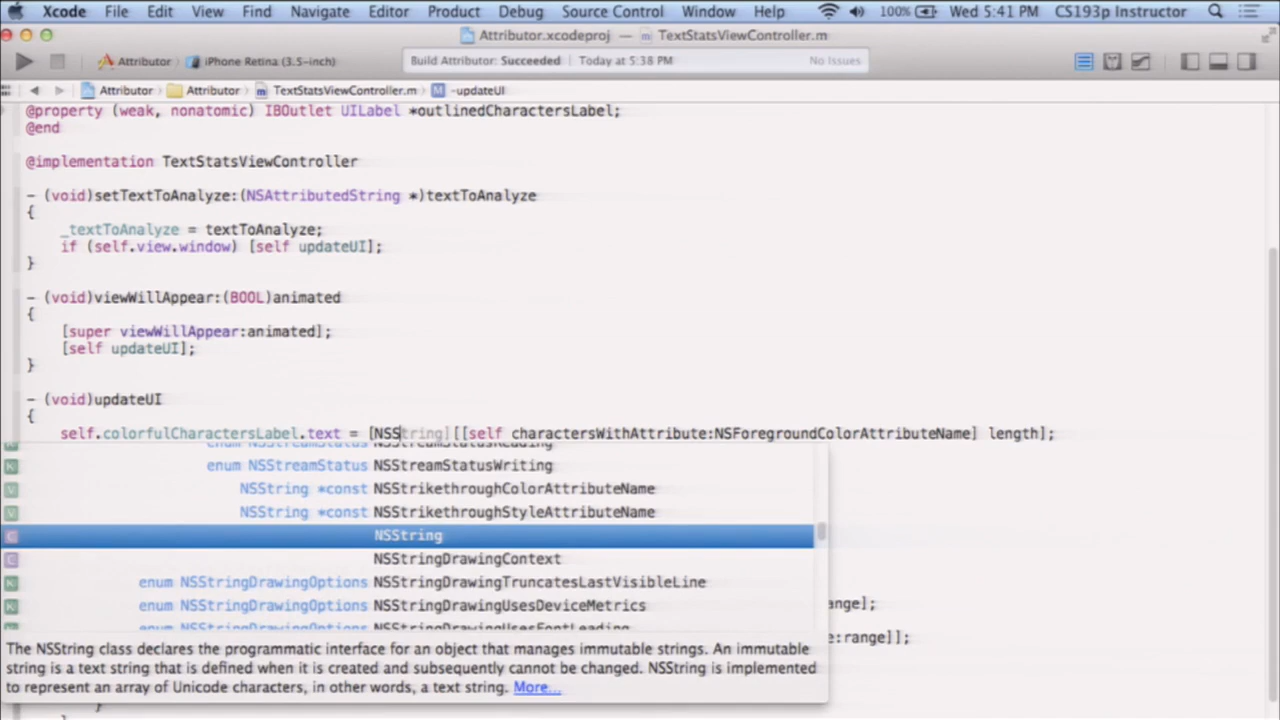 Xcode File Edit View Find Navigate Editor Product Debug Source Control Window Help 100% Wed 5:41 PM CS193p Instructor
Attributor.xcodeproj — TextStatsViewController.m
Attributor iPhone Retina (3.5-inch) Build Attributor: Succeeded Today at 5:38 PM No Issues
Attributor Attributor TextStatsViewController.m M -updateUI
@property (weak, nonatomic) IBOutlet UILabel *outlinedCharactersLabel;
@end
@implementation TextStatsViewController
- (void)setTextToAnalyze:(NSAttributedString *)textToAnalyze
{
_textToAnalyze = textToAnalyze;
if (self.view.window) [self updateUI];
}
- (void)viewWillAppear:(BOOL)animated
{
[super viewWillAppear:animated];
[self updateUI];
}
- (void)updateUI
{
self.colorfulCharactersLabel.text = [NSString][[self charactersWithAttribute:NSForegroundColorAttributeName] length];
enum NSStreamStatus
enum NSStreamStatus NSStreamStatusWriting
NSString *const NSStrikethroughColorAttributeName
NSString *const NSStrikethroughStyleAttributeName
C NSString
C NSStringDrawingContext
K enum NSStringDrawingOptions NSStringDrawingTruncatesLastVisibleLine
K enum NSStringDrawingOptions NSStringDrawingUsesDeviceMetrics
ange];
enum NSStringDrawingOptions NSStringDrawingUsesFontLeading
e:range]];
The NSString class declares the programmatic interface for an object that manages immutable strings. An immutable
string is a text string that is defined when it is created and subsequently cannot be changed. NSString is implemented
to represent an array of Unicode characters, in other words, a text string. More...
}